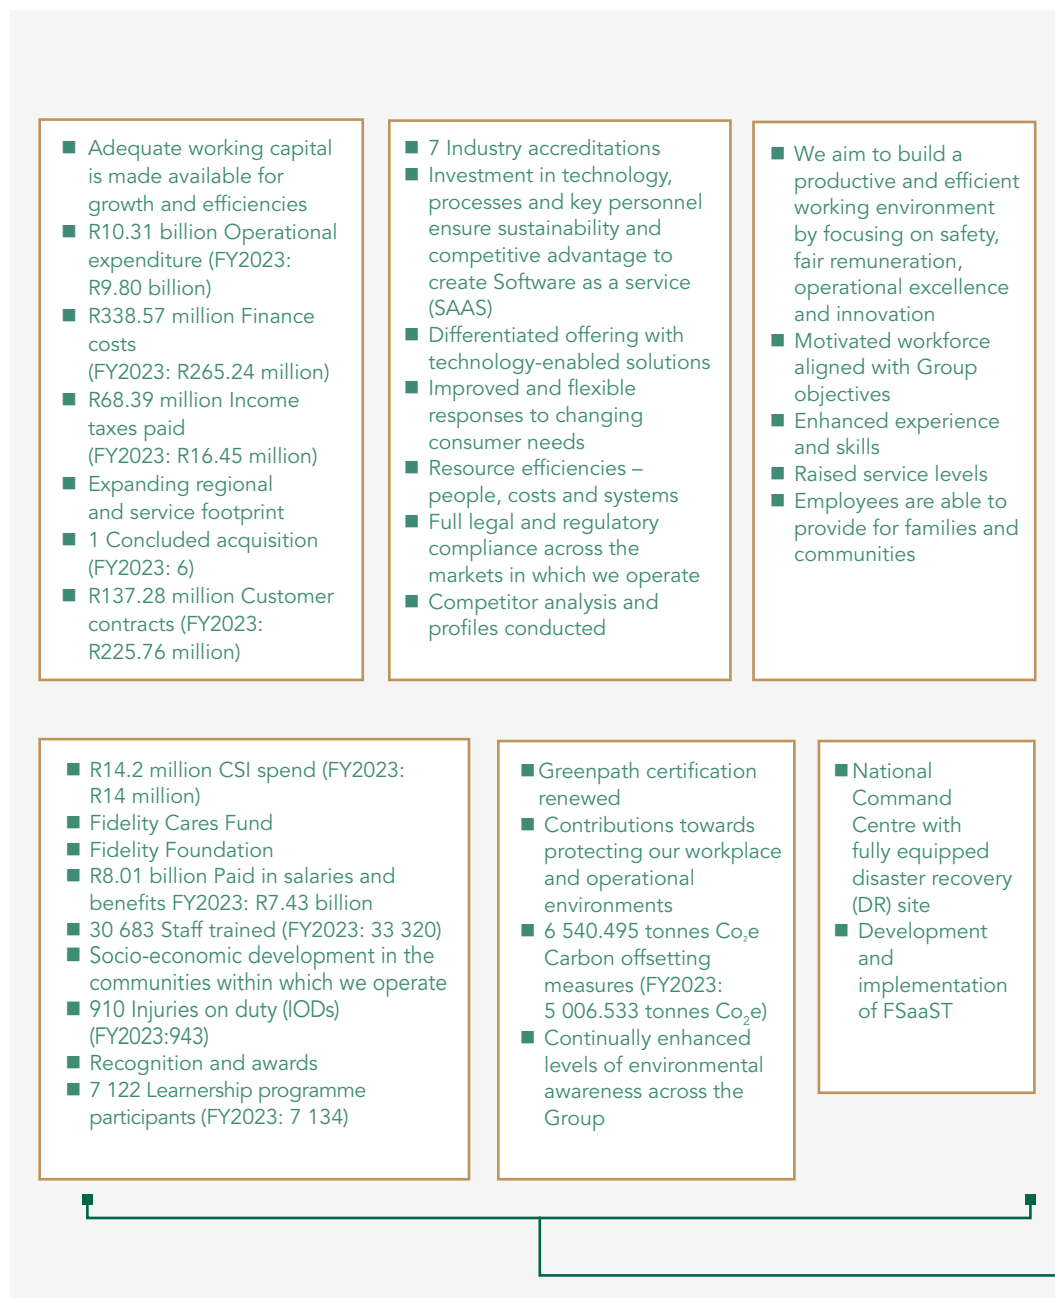 ■ Adequate working capital
is made available for
growth and efficiencies
■ R10.31 billion Operational
expenditure (FY2023:
R9.80 billion)
■ R338.57 million Finance
costs
(FY2023: R265.24 million)
■ R68.39 million Income
taxes paid
(FY2023: R16.45 million)
■ Expanding regional
and service footprint
■ 1 Concluded acquisition
(FY2023: 6)
■ R137.28 million Customer
contracts (FY2023:
R225.76 million)
■ 7 Industry accreditations
■ Investment in technology,
processes and key personnel
ensure sustainability and
competitive advantage to
create Software as a service
(SAAS)
■ Differentiated offering with
technology-enabled solutions
■ Improved and flexible
responses to changing
consumer needs
■ Resource efficiencies –
people, costs and systems
■ Full legal and regulatory
compliance across the
markets in which we operate
■ Competitor analysis and
profiles conducted
■ We aim to build a
productive and efficient
working environment
by focusing on safety,
fair remuneration,
operational excellence
and innovation
■ Motivated workforce
aligned with Group
objectives
■ Enhanced experience
and skills
■ Raised service levels
■ Employees are able to
provide for families and
communities
■ R14.2 million CSI spend (FY2023:
R14 million)
■ Fidelity Cares Fund
■ Fidelity Foundation
■ R8.01 billion Paid in salaries and
benefits FY2023: R7.43 billion
■ 30 683 Staff trained (FY2023: 33 320)
■ Socio-economic development in the
communities within which we operate
■ 910 Injuries on duty (IODs)
(FY2023:943)
■ Recognition and awards
■ 7 122 Learnership programme
participants (FY2023: 7 134)
■ Greenpath certification
renewed
■ Contributions towards
protecting our workplace
and operational
environments
■ 6 540.495 tonnes Co₂e
Carbon offsetting
measures (FY2023:
5 006.533 tonnes Co₂e)
■ Continually enhanced
levels of environmental
awareness across the
Group
■ National
Command
Centre with
fully equipped
disaster recovery
(DR) site
■ Development
and
implementation
of FSaaST